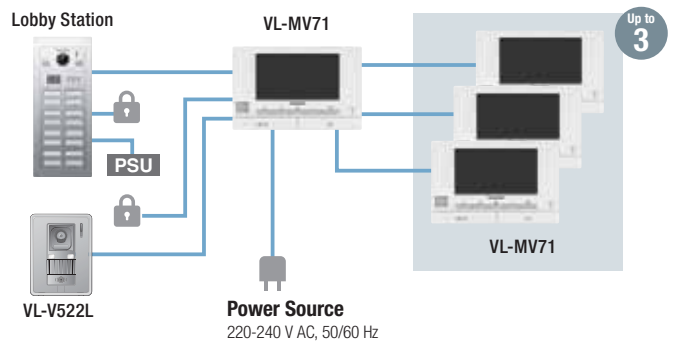 Lobby Station
VL-MV71
Up to
3
PSU
VL-MV71
VL-V522L
Power Source
220-240 V AC, 50/60 Hz